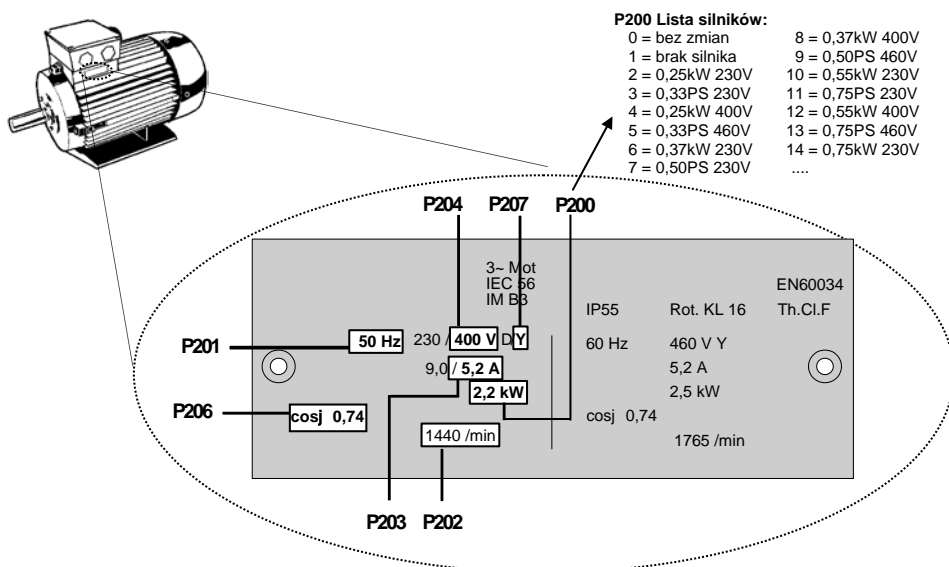 P200 Lista silników:
0 = bez zmian
1 = brak silnika
2 = 0,25kW 230V
3 = 0,33PS 230V
4 = 0,25kW 400V
5 = 0,33PS 460V
6 = 0,37kW 230V
7 = 0,50PS 230V
8 = 0,37kW 400V
9 = 0,50PS 460V
10 = 0,55kW 230V
11 = 0,75PS 230V
12 = 0,55kW 400V
13 = 0,75PS 460V
14 = 0,75kW 230V
....
P204 P207 P200
3~ Mot
IEC 56
IM B3
EN60034
IP55 Rot. KL 16 Th.Cl.F
P201
50 Hz 230 / 400 V D Y
60 Hz 460 V Y
9,0 / 5,2 A
5,2 A
2,2 kW
2,5 kW
P206
cosj 0,74
cosj 0,74
1440 /min
1765 /min
P203 P202